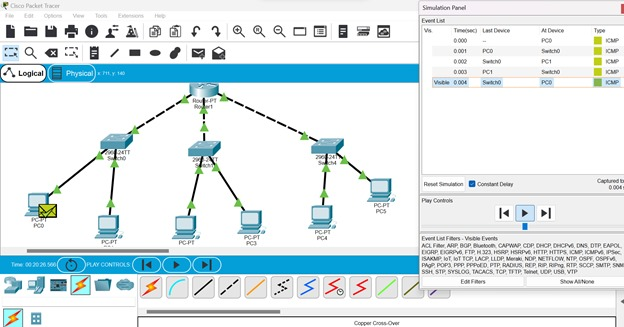 Cisco Packet Tracer
File Edit Options View Tools Extensions Help
Logical
Physical
x: 711, y: 140
Router-PT
Router1
2960-24TT
Switch0
2960-24TT
2960-24TT
PC-PT
PC0
PC-PT
PC-PT
PC-PT
PC3
PC-PT
PC4
PC-PT
PC5
Time: 00:20:26.566
PLAY CONTROLS
Copper Cross-Over
Simulation Panel
Event List
Vis. Time(sec) Last Device At Device Type
0.000 -- PC0 ICMP
0.001 PC0 Switch0 ICMP
0.002 Switch0 PC1 ICMP
0.003 PC1 Switch0 ICMP
Visible 0.004 Switch0 PC0 ICMP
Reset Simulation Constant Delay Captured to
0.004
Play Controls
Event List Filters - Visible Events
ACL Filter, ARP, BGP, Bluetooth, CAPWAP, CDP, DHCP, DHCPv6, DNS, DTP, EAPOL,
EIGRP, EIGRPv6, FTP, H.323, HSRP, HSRPv6, HTTP, HTTPS, ICMP, ICMPv6, IPSec,
ISAKMP, IoT, IoT TCP, LACP, LLDP, Meraki, NDP, NETFLOW, NTP, OSPF, OSPFv6,
PAgP, POP3, PPP, PPPoED, PTP, RADIUS, REP, RIP, RIPng, RTP, SCCP, SMTP, SNM
SSH, STP, SYSLOG, TACACS, TCP, TFTP, Telnet, UDP, USB, VTP
Edit Filters
Show All/None